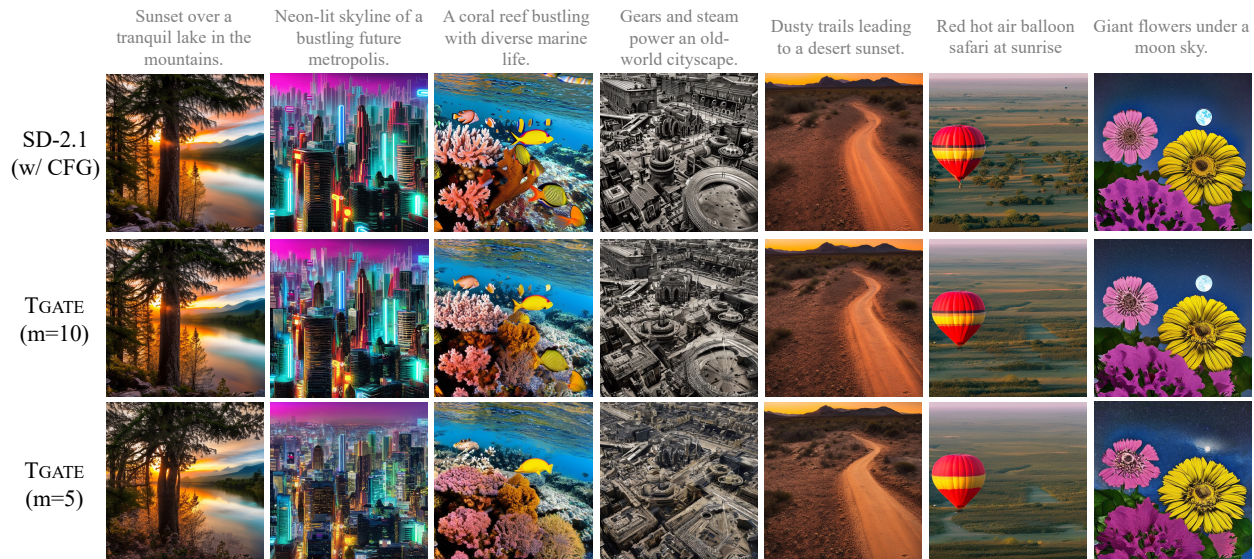 Sunset over a
tranquil lake in the
mountains.
Neon-lit skyline of a
bustling future
metropolis.
A coral reef bustling
with diverse marine
life.
Gears and steam
power an old-
world cityscape.
Dusty trails leading
to a desert sunset.
Red hot air balloon
safari at sunrise
Giant flowers under a
moon sky.
SD-2.1
(w/ CFG)
TGATE
(m=10)
TGATE
(m=5)